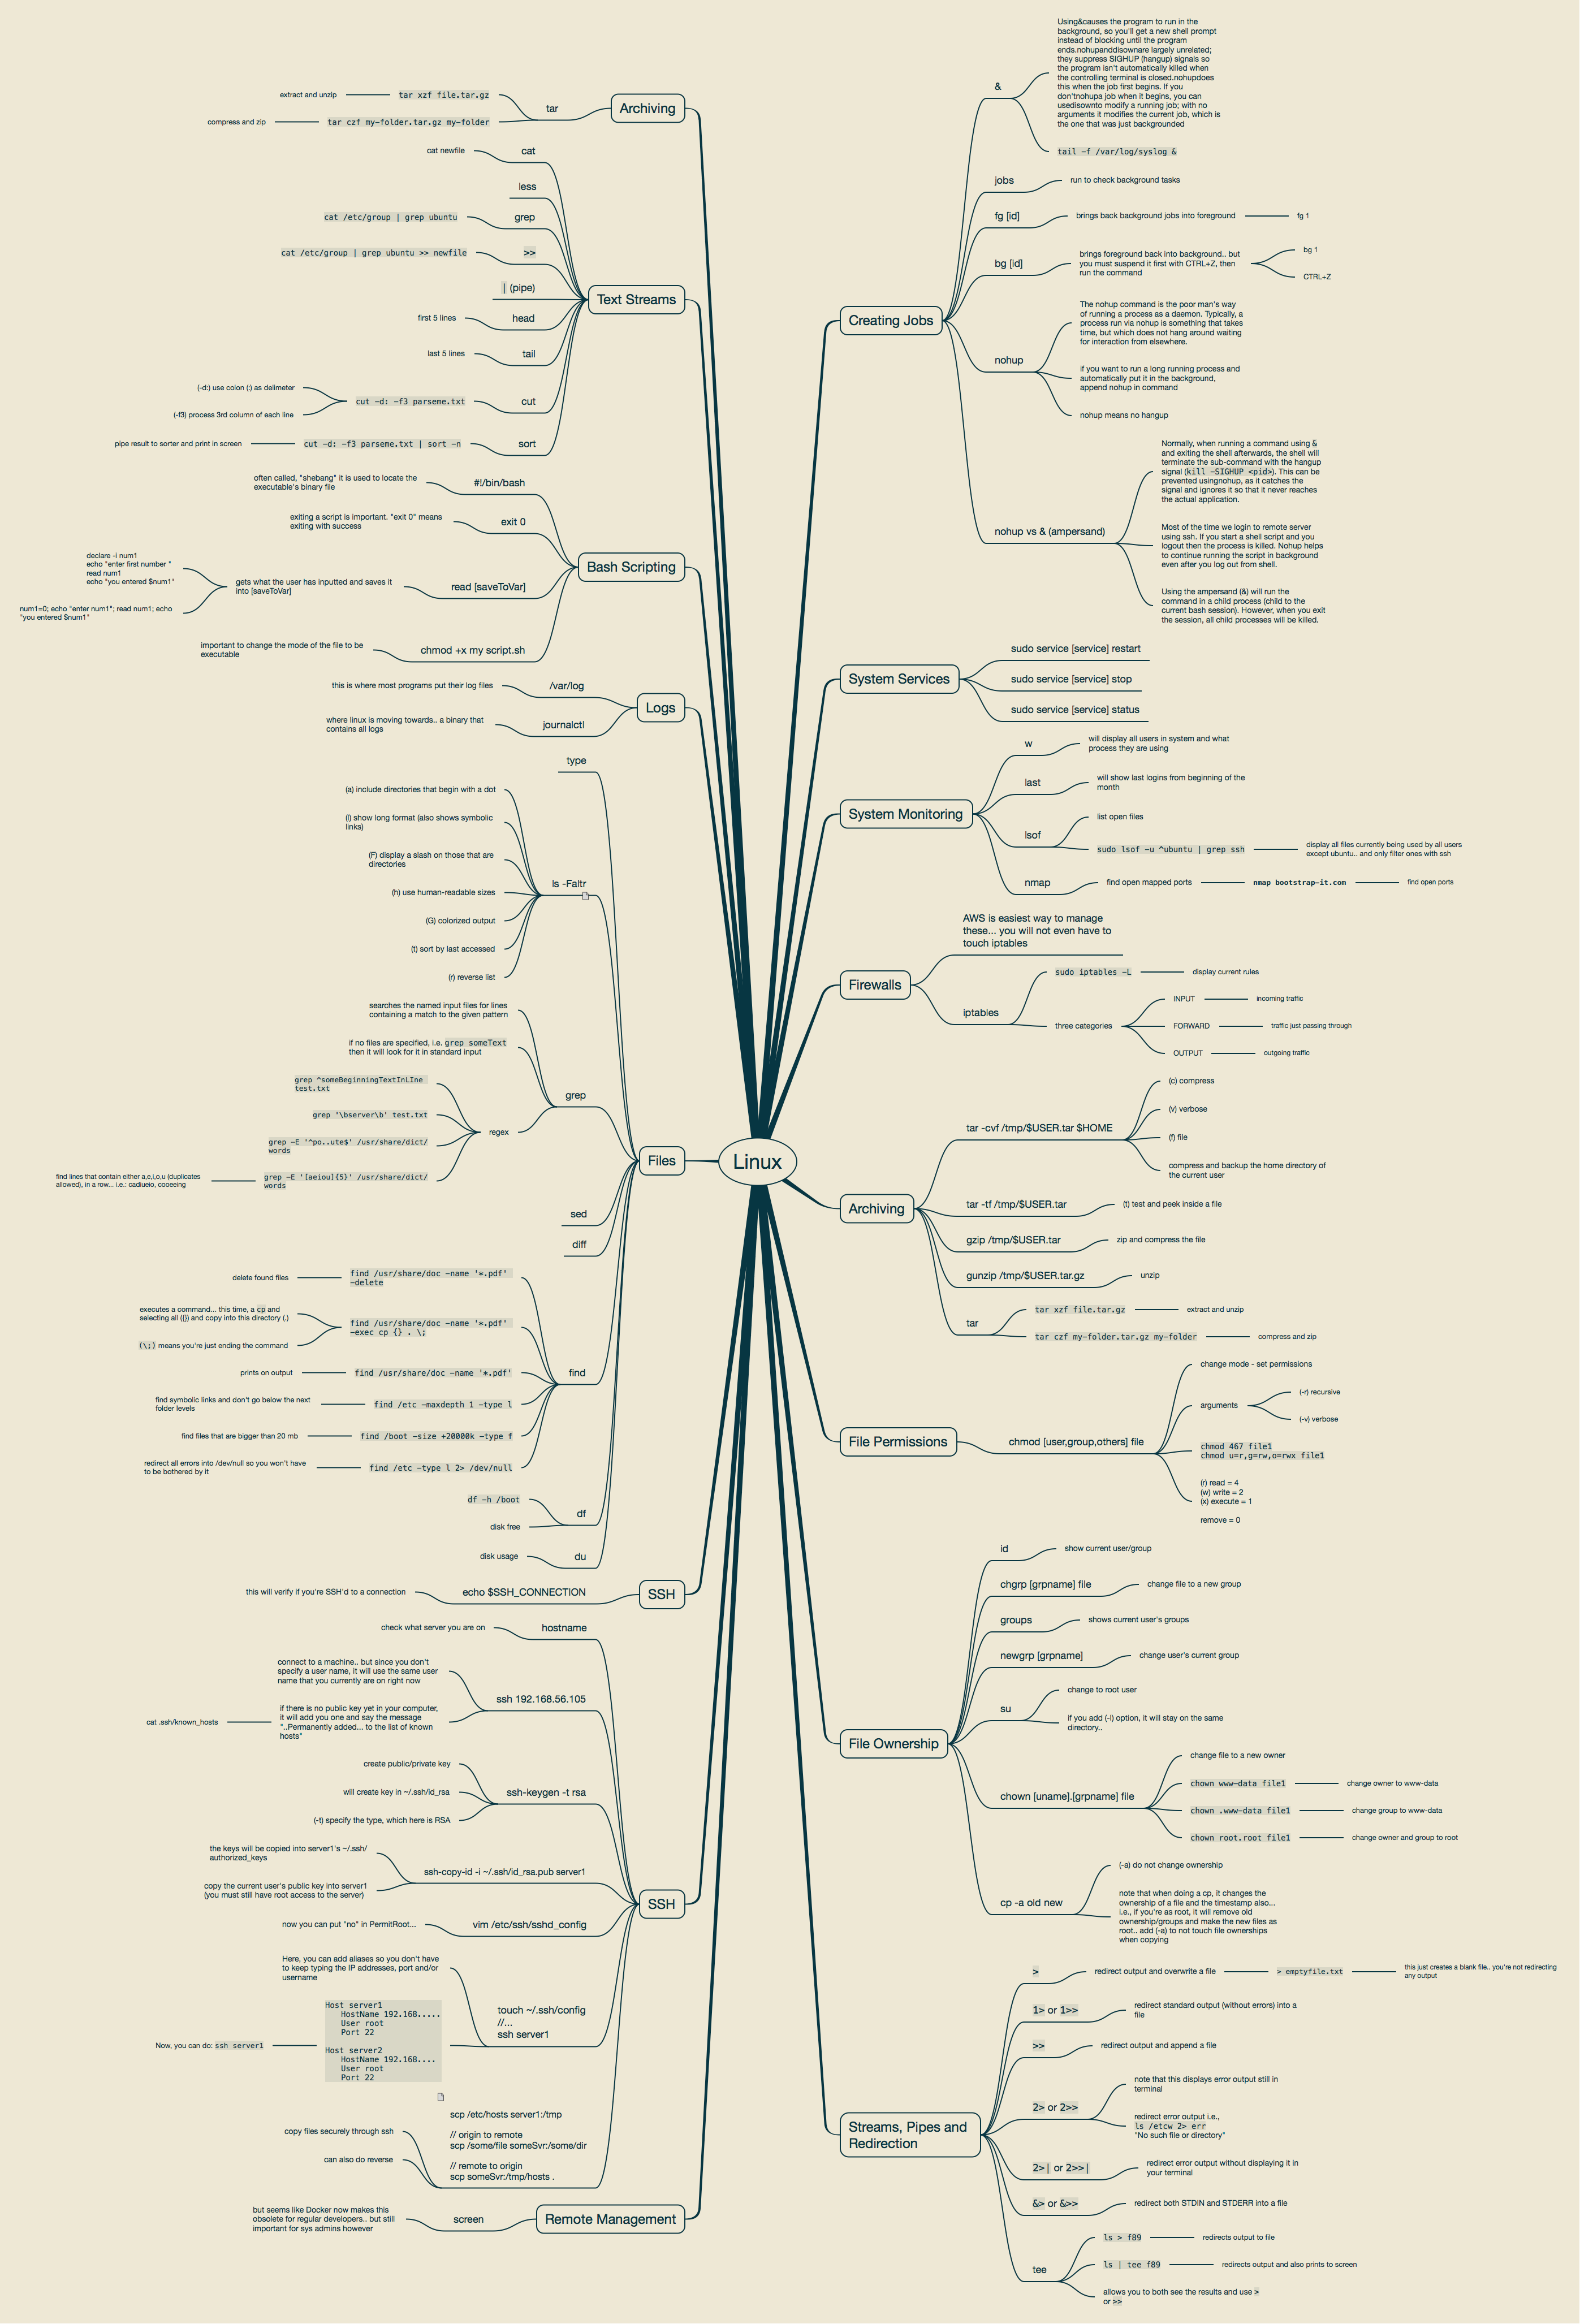 Linux
Archiving
tar
tar xzf file.tar.gz
extract and unzip
tar czf my-folder.tar.gz my-folder
compress and zip
Text Streams
cat
cat newfile
less
grep
cat /etc/group | grep ubuntu
>>
cat /etc/group | grep ubuntu >> newfile
| (pipe)
head
first 5 lines
tail
last 5 lines
cut
cut -d: -f3 parseme.txt
(-d:) use colon (:) as delimeter
(-f3) process 3rd column of each line
sort
cut -d: -f3 parseme.txt | sort -n
pipe result to sorter and print in screen
Bash Scripting
#!/bin/bash
often called, "shebang" it is used to locate the
executable's binary file
exit 0
exiting a script is important. "exit 0" means
exiting with success
read [saveToVar]
gets what the user has inputted and saves it
into [saveToVar]
declare -i num1
echo "enter first number "
read num1
echo "you entered $num1"
num1=0; echo "enter num1"; read num1; echo
"you entered $num1"
chmod +x my script.sh
important to change the mode of the file to be
executable
Logs
/var/log
this is where most programs put their log files
journalctl
where linux is moving towards.. a binary that
contains all logs
Files
type
ls -Faltr
(a) include directories that begin with a dot
(l) show long format (also shows symbolic
links)
(F) display a slash on those that are
directories
(h) use human-readable sizes
(G) colorized output
(t) sort by last accessed
(r) reverse list
grep
searches the named input files for lines
containing a match to the given pattern
if no files are specified, i.e. grep someText
then it will look for it in standard input
regex
grep ^someBeginningTextInLIne
test.txt
grep '\bserver\b' test.txt
grep -E '^po..ute$' /usr/share/dict/
words
grep -E '[aeiou]{5}' /usr/share/dict/
words
find lines that contain either a,e,i,o,u (duplicates
allowed), in a row... i.e.: cadiueio, cooeeing
sed
diff
find
find /usr/share/doc -name '*.pdf'
-delete
delete found files
find /usr/share/doc -name '*.pdf'
-exec cp {} . \;
executes a command... this time, a cp and
selecting all ({}) and copy into this directory (.)
(\;) means you're just ending the command
find /usr/share/doc -name '*.pdf'
prints on output
find /etc -maxdepth 1 -type l
find symbolic links and don't go below the next
folder levels
find /boot -size +20000k -type f
find files that are bigger than 20 mb
find /etc -type l 2> /dev/null
redirect all errors into /dev/null so you won't have
to be bothered by it
df
df -h /boot
disk free
du
disk usage
SSH
echo $SSH_CONNECTION
this will verify if you're SSH'd to a connection
SSH
hostname
check what server you are on
ssh 192.168.56.105
connect to a machine.. but since you don't
specify a user name, it will use the same user
name that you currently are on right now
if there is no public key yet in your computer,
it will add you one and say the message
"..Permanently added... to the list of known
hosts"
cat .ssh/known_hosts
ssh-keygen -t rsa
create public/private key
will create key in ~/.ssh/id_rsa
(-t) specify the type, which here is RSA
ssh-copy-id -i ~/.ssh/id_rsa.pub server1
the keys will be copied into server1's ~/.ssh/
authorized_keys
copy the current user's public key into server1
(you must still have root access to the server)
vim /etc/ssh/sshd_config
now you can put "no" in PermitRoot...
touch ~/.ssh/config
//...
ssh server1
Here, you can add aliases so you don't have
to keep typing the IP addresses, port and/or
username
Host server1
HostName 192.168.....
User root
Port 22
Host server2
HostName 192.168....
User root
Port 22
Now, you can do: ssh server1
scp /etc/hosts server1:/tmp
// origin to remote
scp /some/file someSvr:/some/dir
// remote to origin
scp someSvr:/tmp/hosts .
copy files securely through ssh
can also do reverse
Remote Management
screen
but seems like Docker now makes this
obsolete for regular developers.. but still
important for sys admins however
Creating Jobs
&
Using&causes the program to run in the
background, so you'll get a new shell prompt
instead of blocking until the program
ends.nohupanddisownare largely unrelated;
they suppress SIGHUP (hangup) signals so
the program isn't automatically killed when
the controlling terminal is closed.nohupdoes
this when the job first begins. If you
don'tnohupa job when it begins, you can
usedisownto modify a running job; with no
arguments it modifies the current job, which is
the one that was just backgrounded
tail -f /var/log/syslog &
jobs
run to check background tasks
fg [id]
brings back background jobs into foreground
fg 1
bg [id]
brings foreground back into background.. but
you must suspend it first with CTRL+Z, then
run the command
bg 1
CTRL+Z
nohup
The nohup command is the poor man's way
of running a process as a daemon. Typically, a
process run via nohup is something that takes
time, but which does not hang around waiting
for interaction from elsewhere.
if you want to run a long running process and
automatically put it in the background,
append nohup in command
nohup means no hangup
nohup vs & (ampersand)
Normally, when running a command using &
and exiting the shell afterwards, the shell will
terminate the sub-command with the hangup
signal (kill -SIGHUP <pid>). This can be
prevented usingnohup, as it catches the
signal and ignores it so that it never reaches
the actual application.
Most of the time we login to remote server
using ssh. If you start a shell script and you
logout then the process is killed. Nohup helps
to continue running the script in background
even after you log out from shell.
Using the ampersand (&) will run the
command in a child process (child to the
current bash session). However, when you exit
the session, all child processes will be killed.
System Services
sudo service [service] restart
sudo service [service] stop
sudo service [service] status
System Monitoring
w
will display all users in system and what
process they are using
last
will show last logins from beginning of the
month
lsof
list open files
sudo lsof -u ^ubuntu | grep ssh
display all files currently being used by all users
except ubuntu.. and only filter ones with ssh
nmap
find open mapped ports
nmap bootstrap-it.com
find open ports
Firewalls
AWS is easiest way to manage
these... you will not even have to
touch iptables
iptables
sudo iptables -L
display current rules
three categories
INPUT
incoming traffic
FORWARD
traffic just passing through
OUTPUT
outgoing traffic
Archiving
tar -cvf /tmp/$USER.tar $HOME
(c) compress
(v) verbose
(f) file
compress and backup the home directory of
the current user
tar -tf /tmp/$USER.tar
(t) test and peek inside a file
gzip /tmp/$USER.tar
zip and compress the file
gunzip /tmp/$USER.tar.gz
unzip
tar
tar xzf file.tar.gz
extract and unzip
tar czf my-folder.tar.gz my-folder
compress and zip
File Permissions
chmod [user,group,others] file
change mode - set permissions
arguments
(-r) recursive
(-v) verbose
chmod 467 file1
chmod u=r,g=rw,o=rwx file1
(r) read = 4
(w) write = 2
(x) execute = 1
remove = 0
File Ownership
id
show current user/group
chgrp [grpname] file
change file to a new group
groups
shows current user's groups
newgrp [grpname]
change user's current group
su
change to root user
if you add (-l) option, it will stay on the same
directory..
chown [uname].[grpname] file
change file to a new owner
chown www-data file1
change owner to www-data
chown .www-data file1
change group to www-data
chown root.root file1
change owner and group to root
cp -a old new
(-a) do not change ownership
note that when doing a cp, it changes the
ownership of a file and the timestamp also...
i.e., if you're as root, it will remove old
ownership/groups and make the new files as
root.. add (-a) to not touch file ownerships
when copying
Streams, Pipes and
Redirection
>
redirect output and overwrite a file
> emptyfile.txt
this just creates a blank file.. you're not redirecting
any output
1> or 1>>
redirect standard output (without errors) into a
file
>>
redirect output and append a file
2> or 2>>
note that this displays error output still in
terminal
redirect error output i.e.,
ls /etcw 2> err
"No such file or directory"
2>| or 2>>|
redirect error output without displaying it in
your terminal
&> or &>>
redirect both STDIN and STDERR into a file
tee
ls > f89
redirects output to file
ls | tee f89
redirects output and also prints to screen
allows you to both see the results and use >
or >>